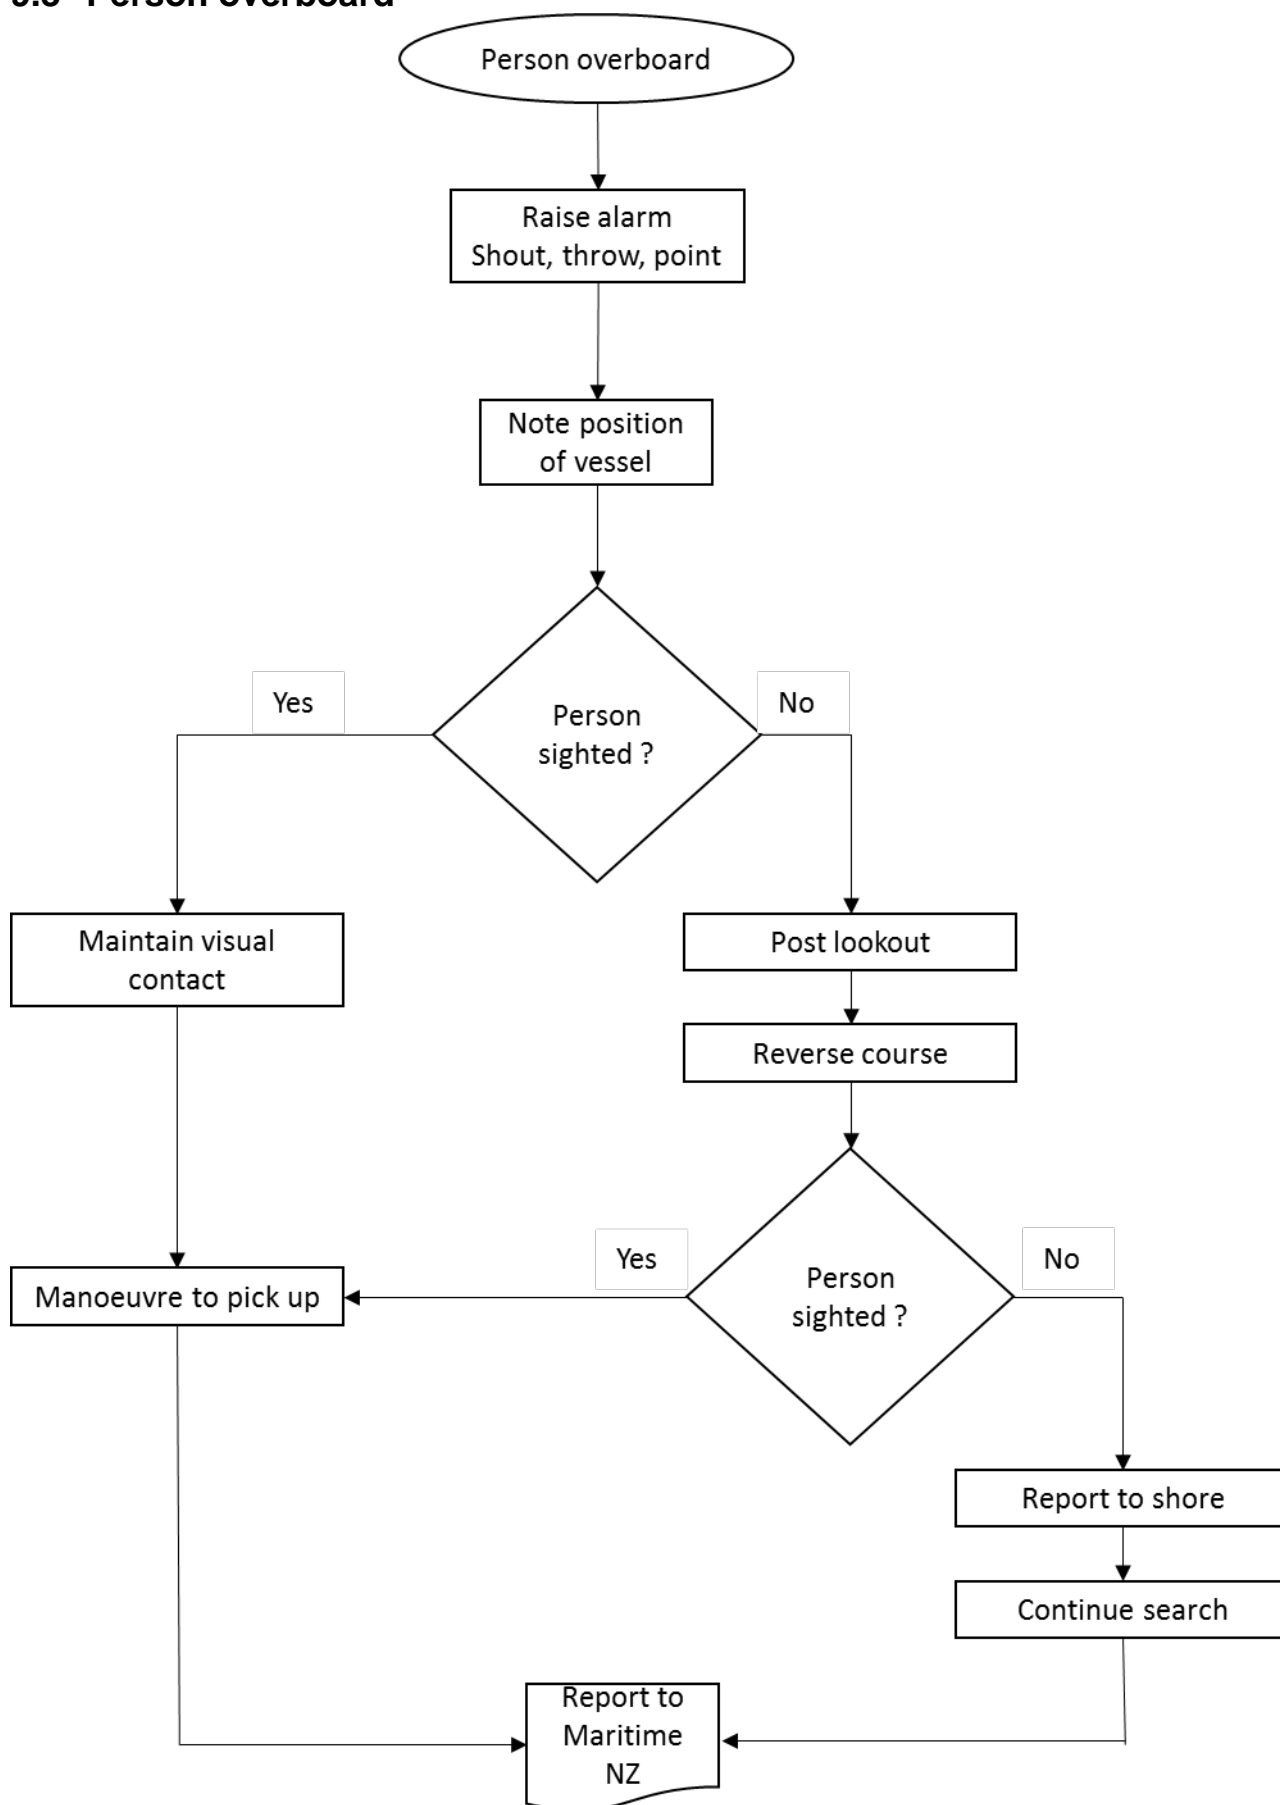 Person overboard
Person overboard
Raise alarm
Shout, throw, point
Note position
of vessel
Yes
No
Person
sighted ?
Maintain visual
contact
Post lookout
Reverse course
Yes
No
Person
sighted ?
Manoeuvre to pick up
Report to shore
Continue search
Report to
Maritime
NZ